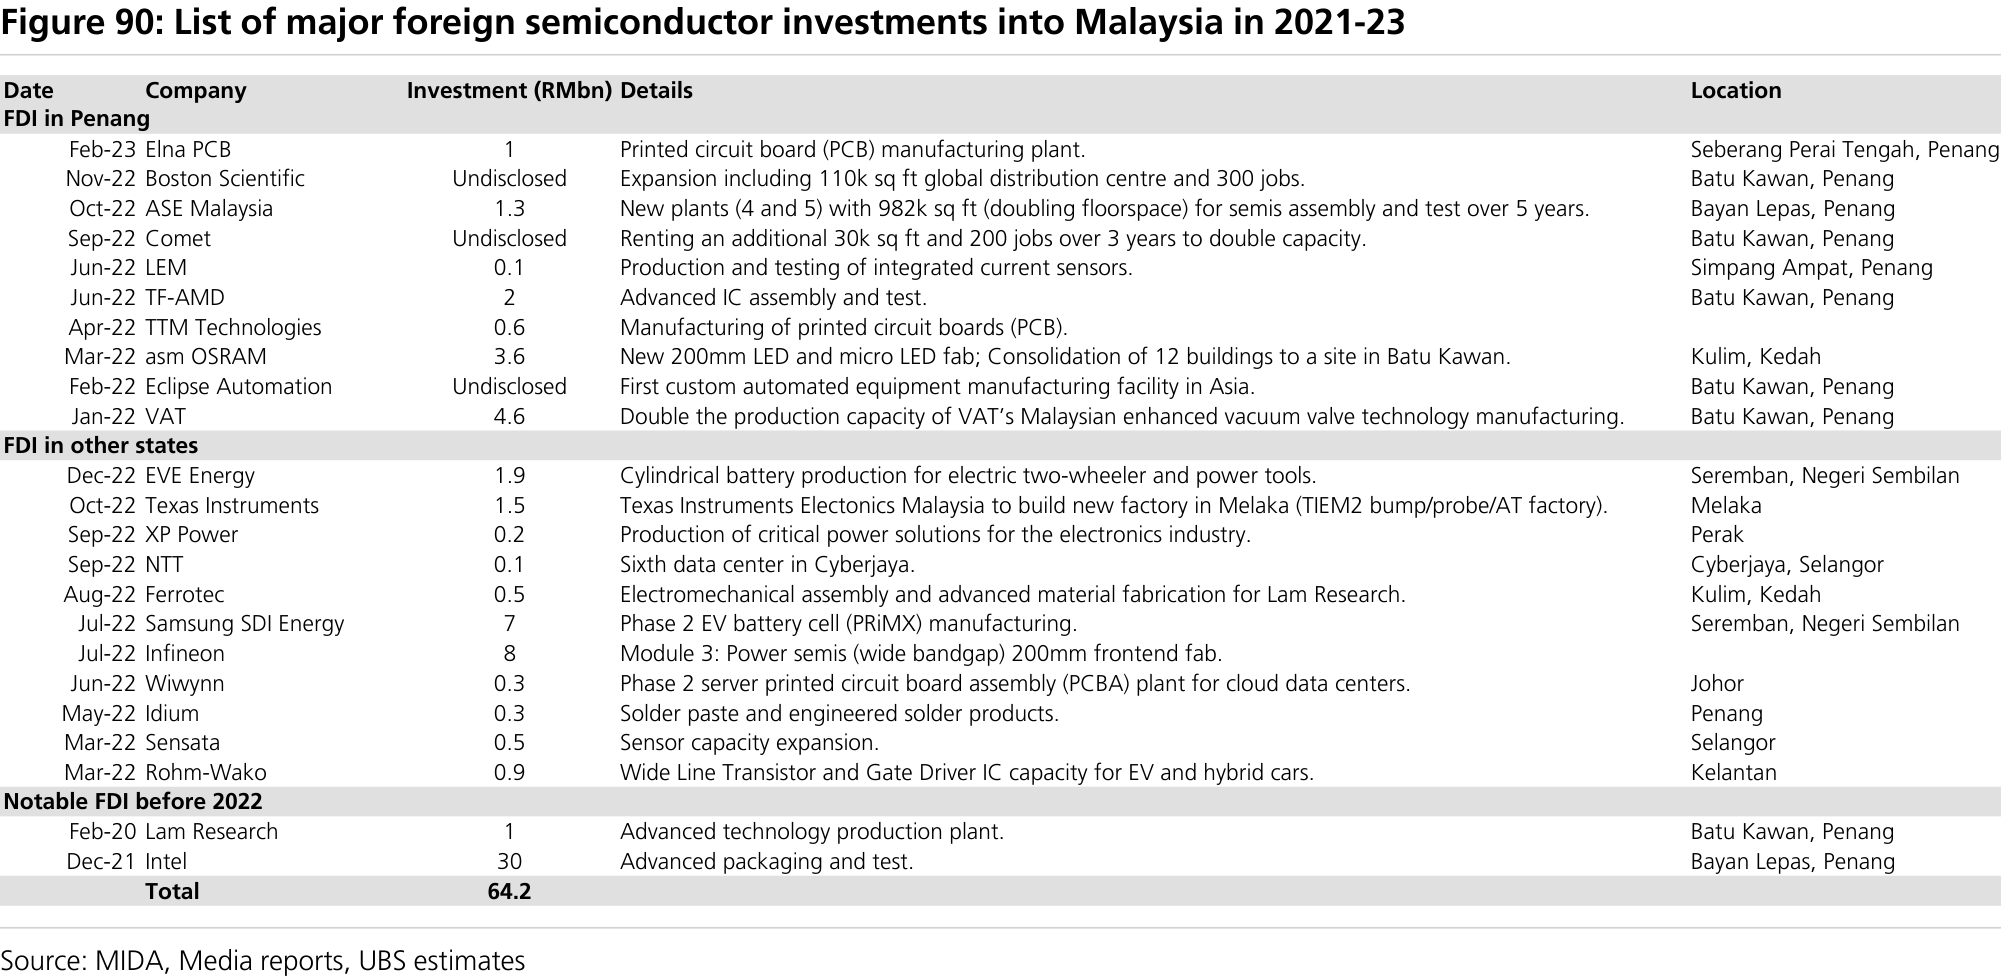 Figure 90: List of major foreign semiconductor investments into Malaysia in 2021-23
Date Company Investment (RMbn) Details Location
FDI in Penang
Feb-23 Elna PCB 1 Printed circuit board (PCB) manufacturing plant. Seberang Perai Tengah, Penang
Nov-22 Boston Scientific Undisclosed Expansion including 110k sq ft global distribution centre and 300 jobs. Batu Kawan, Penang
Oct-22 ASE Malaysia 1.3 New plants (4 and 5) with 982k sq ft (doubling floorspace) for semis assembly and test over 5 years. Bayan Lepas, Penang
Sep-22 Comet Undisclosed Renting an additional 30k sq ft and 200 jobs over 3 years to double capacity. Batu Kawan, Penang
Jun-22 LEM 0.1 Production and testing of integrated current sensors. Simpang Ampat, Penang
Jun-22 TF-AMD 2 Advanced IC assembly and test. Batu Kawan, Penang
Apr-22 TTM Technologies 0.6 Manufacturing of printed circuit boards (PCB).
Mar-22 asm OSRAM 3.6 New 200mm LED and micro LED fab; Consolidation of 12 buildings to a site in Batu Kawan. Kulim, Kedah
Feb-22 Eclipse Automation Undisclosed First custom automated equipment manufacturing facility in Asia. Batu Kawan, Penang
Jan-22 VAT 4.6 Double the production capacity of VAT’s Malaysian enhanced vacuum valve technology manufacturing. Batu Kawan, Penang
FDI in other states
Dec-22 EVE Energy 1.9 Cylindrical battery production for electric two-wheeler and power tools. Seremban, Negeri Sembilan
Oct-22 Texas Instruments 1.5 Texas Instruments Electonics Malaysia to build new factory in Melaka (TIEM2 bump/probe/AT factory). Melaka
Sep-22 XP Power 0.2 Production of critical power solutions for the electronics industry. Perak
Sep-22 NTT 0.1 Sixth data center in Cyberjaya. Cyberjaya, Selangor
Aug-22 Ferrotec 0.5 Electromechanical assembly and advanced material fabrication for Lam Research. Kulim, Kedah
Jul-22 Samsung SDI Energy 7 Phase 2 EV battery cell (PRiMX) manufacturing. Seremban, Negeri Sembilan
Jul-22 Infineon 8 Module 3: Power semis (wide bandgap) 200mm frontend fab.
Jun-22 Wiwynn 0.3 Phase 2 server printed circuit board assembly (PCBA) plant for cloud data centers. Johor
May-22 Idium 0.3 Solder paste and engineered solder products. Penang
Mar-22 Sensata 0.5 Sensor capacity expansion. Selangor
Mar-22 Rohm-Wako 0.9 Wide Line Transistor and Gate Driver IC capacity for EV and hybrid cars. Kelantan
Notable FDI before 2022
Feb-20 Lam Research 1 Advanced technology production plant. Batu Kawan, Penang
Dec-21 Intel 30 Advanced packaging and test. Bayan Lepas, Penang
Total 64.2
Source: MIDA, Media reports, UBS estimates